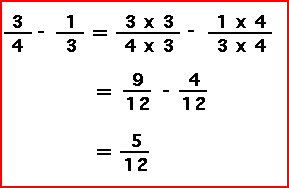 3/4 - 1/3 = 3 x 3/4 x 3 - 1 x 4/3 x 4
= 9/12 - 4/12
= 5/12